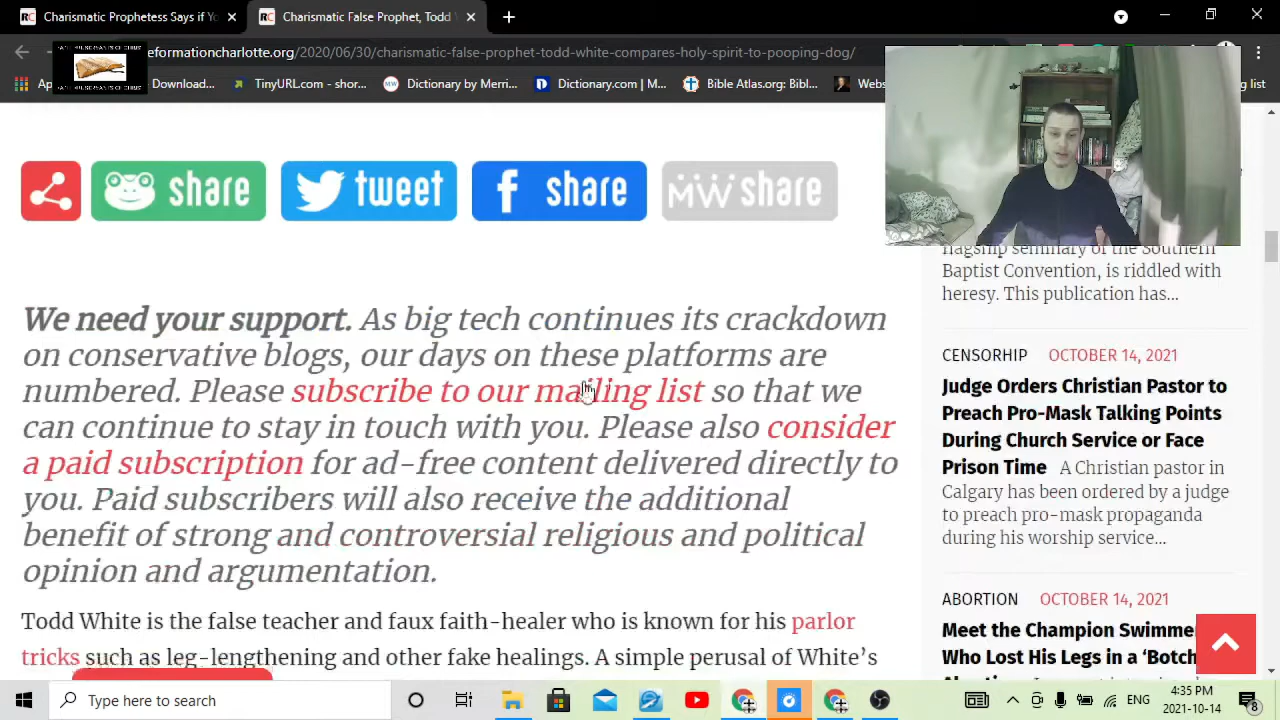 Charismatic Prophetess Says if Yo
Charismatic False Prophet, Todd
eformationcharlotte.org/2020/06/30/charismatic-false-prophet-todd-white-compares-holy-spirit-to-popping-dog/
Ap
Download...
TinyURL.com - shor...
Dictionary by Merri...
Dictionary.com | M...
Bible Autorg: Bib...
Webs
list
share
tweet
share
MW share
We need your support. As big tech continues its crackdown
on conservative blogs, our days on these platforms are
numbered. Please subscribe to our mailing list so that we
can continue to stay in touch with you. Please also consider
a paid subscription for ad-free content delivered directly to
you. Paid subscribers will also receive the additional
benefit of strong and controversial religious and political
opinion and argumentation.
Todd White is the false teacher and faux faith-healer who is known for his parlor
tricks such as leg-lengthening and other fake healings. A simple perusal of White's
flagship seminary of the Southern
Baptist Convention, is riddled with
heresy. This publication has...
CENSORHIP OCTOBER 14, 2021
Judge Orders Christian Pastor to
Preach Pro-Mask Talking Points
During Church Service or Face
Prison Time A Christian pastor in
Calgary has been ordered by a judge
to preach pro-mask propaganda
during his worship service...
ABORTION OCTOBER 14, 2021
Meet the Champion Swimme
Who Lost His Legs in a 'Botch
Type here to search
ENG
4:35 PM
2021-10-14
8